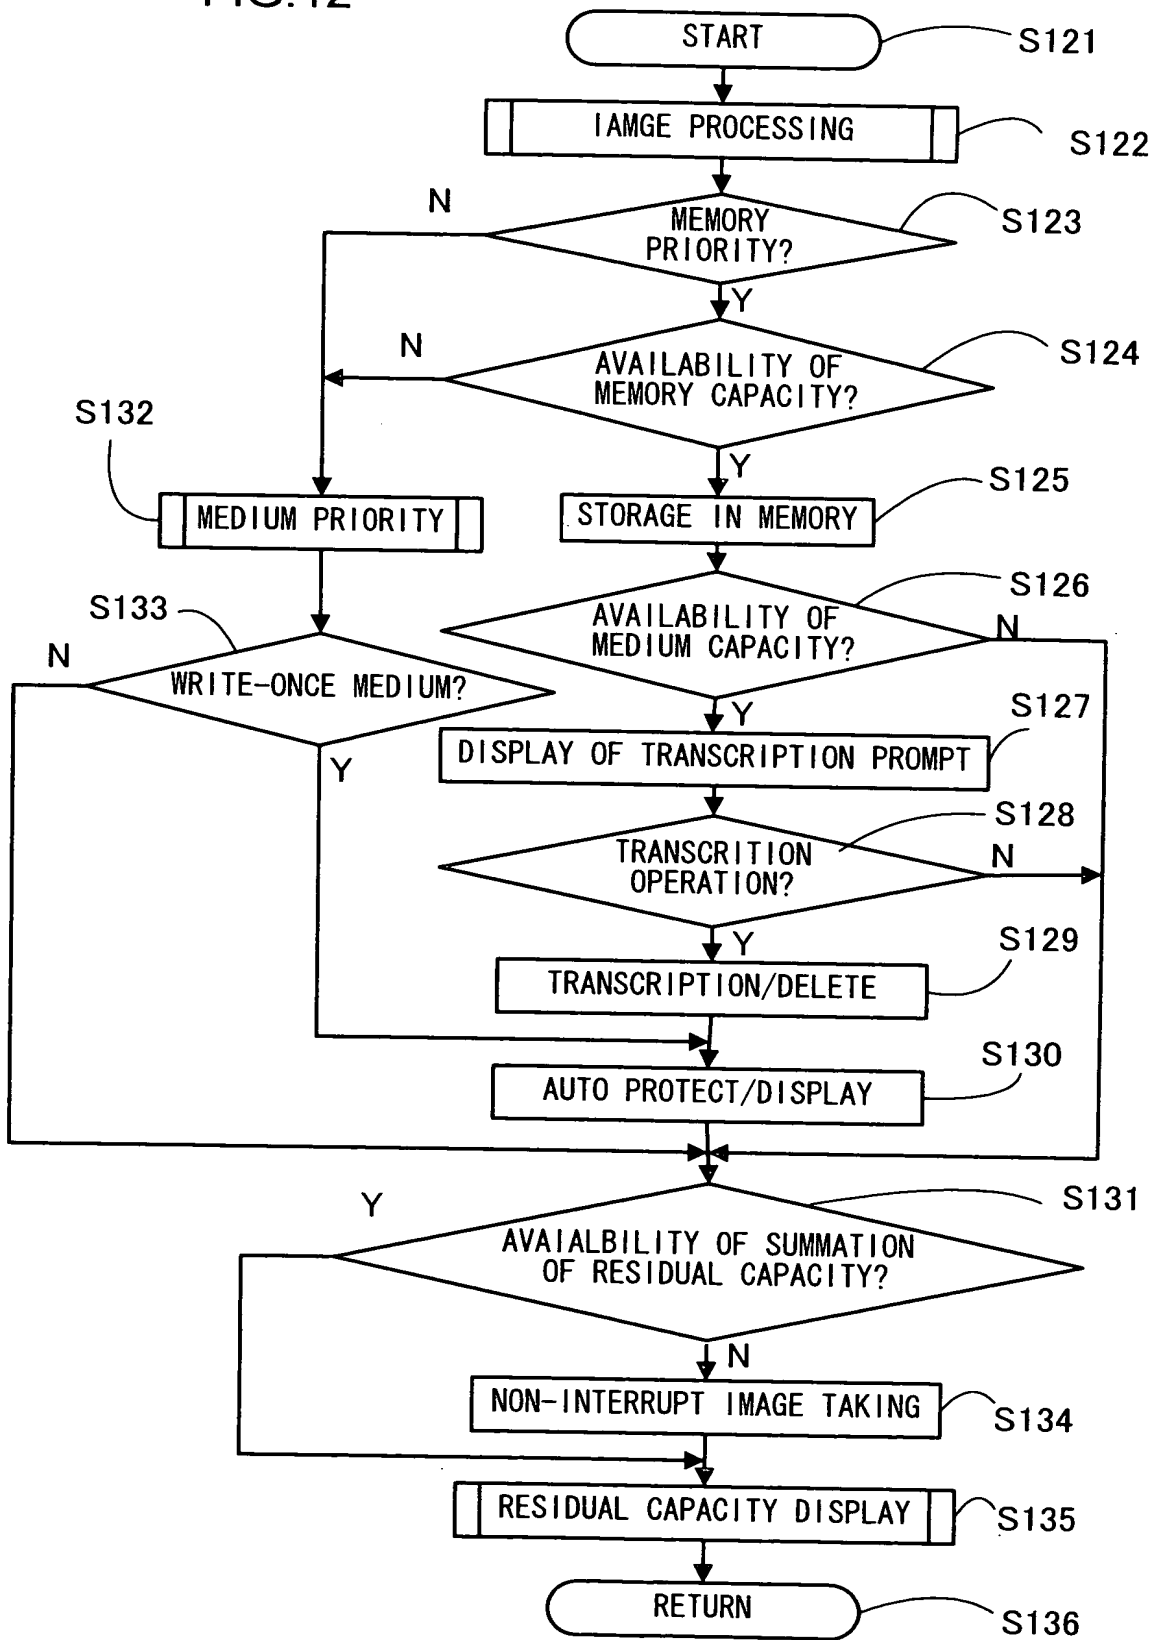 FIG.12
START
S121
IAMGE PROCESSING
S122
N
MEMORY
PRIORITY?
S123
Y
N
AVAILABILITY OF
MEMORY CAPACITY?
S124
S132
Y
MEDIUM PRIORITY
STORAGE IN MEMORY
S125
S133
AVAILABILITY OF
MEDIUM CAPACITY?
S126
N
N
WRITE-ONCE MEDIUM?
Y
S127
Y
DISPLAY OF TRANSCRIPTION PROMPT
S128
TRANSCRITION
OPERATION?
N
Y
S129
TRANSCRIPTION/DELETE
S130
AUTO PROTECT/DISPLAY
Y
S131
AVAIALBILITY OF SUMMATION
OF RESIDUAL CAPACITY?
N
NON-INTERRUPT IMAGE TAKING
S134
RESIDUAL CAPACITY DISPLAY
S135
RETURN
S136